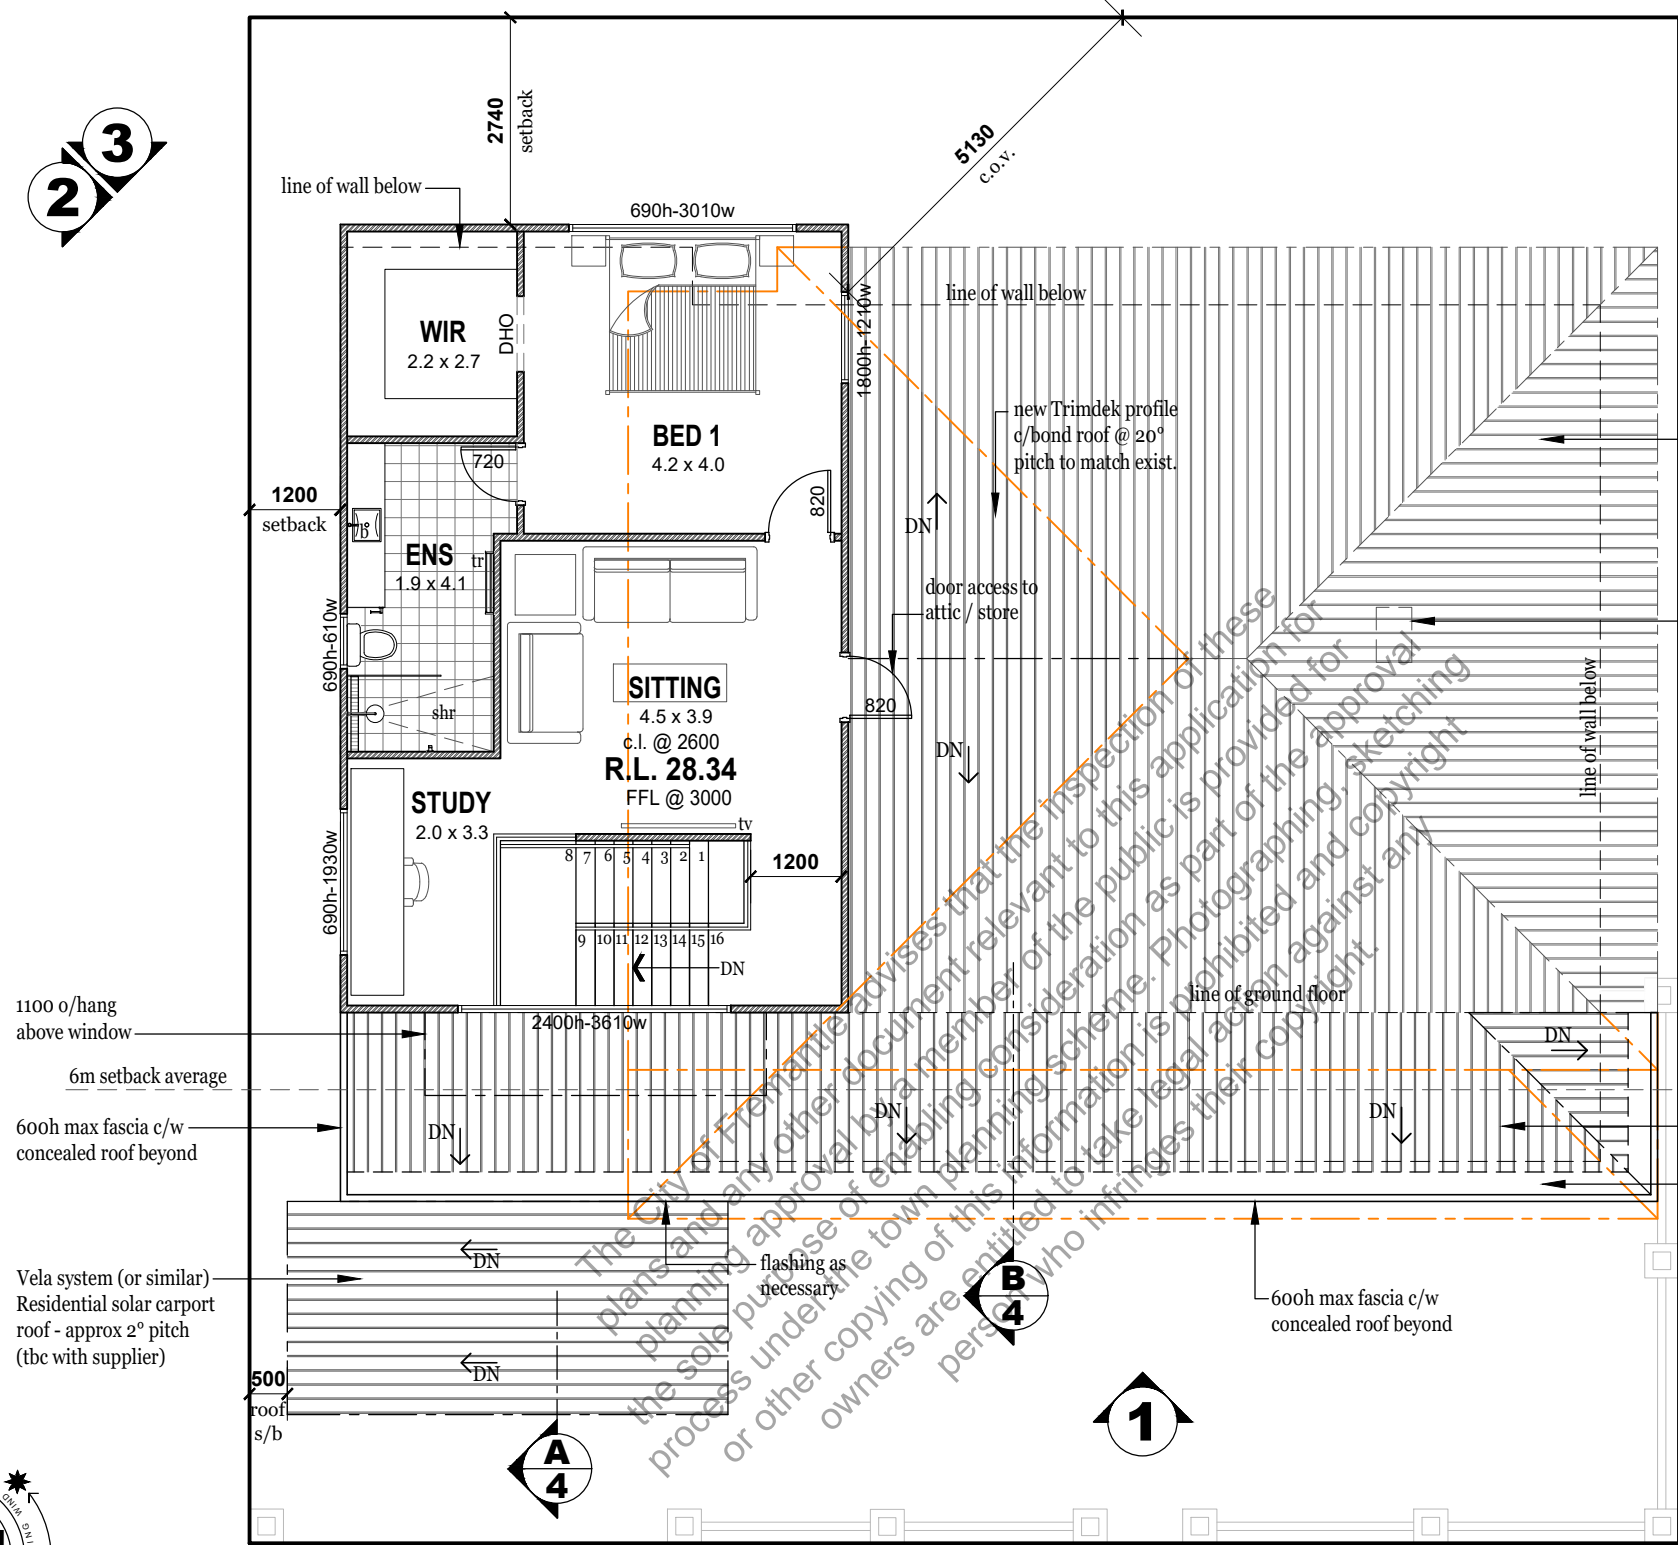 3
2
2740
setback
5130
c.o.v.
line of wall below
690h-3010w
line of wall below
1800h-1210w
WIR
2.2 x 2.7
DHO
BED 1
4.2 x 4.0
new Trimdek profile
c/bond roof @ 20°
pitch to match exist.
720
820
1200
setback
b
ENS
1.9 x 4.1
tr
DN
door access to
attic / store
690h-610w
shr
SITTING
4.5 x 3.9
c.l. @ 2600
R.L. 28.34
FFL @ 3000
820
DN
line of wall below
STUDY
2.0 x 3.3
tv
690h-1930w
8 7 6 5 4 3 2 1
1200
9 10 11 12 13 14 15 16
DN
line of ground floor
1100 o/hang
above window
2400h-3610w
DN
6m setback average
600h max fascia c/w
concealed roof beyond
DN
DN
DN
Vela system (or similar)
Residential solar carport
roof - approx 2° pitch
(tbc with supplier)
DN
DN
flashing as
necessary
B
4
600h max fascia c/w
concealed roof beyond
500
roof
s/b
A
4
1
The City of Fremantle advises that the inspection of these
plans and any other document relevant to this application for
planning approval by a member of the public is provided for
the sole purpose of enabling consideration as part of the approval
process under the town planning scheme. Photographing, sketching
or other copying of this information is prohibited and copyright
owners are entitled to take legal action against any
person who infringes their copyright.